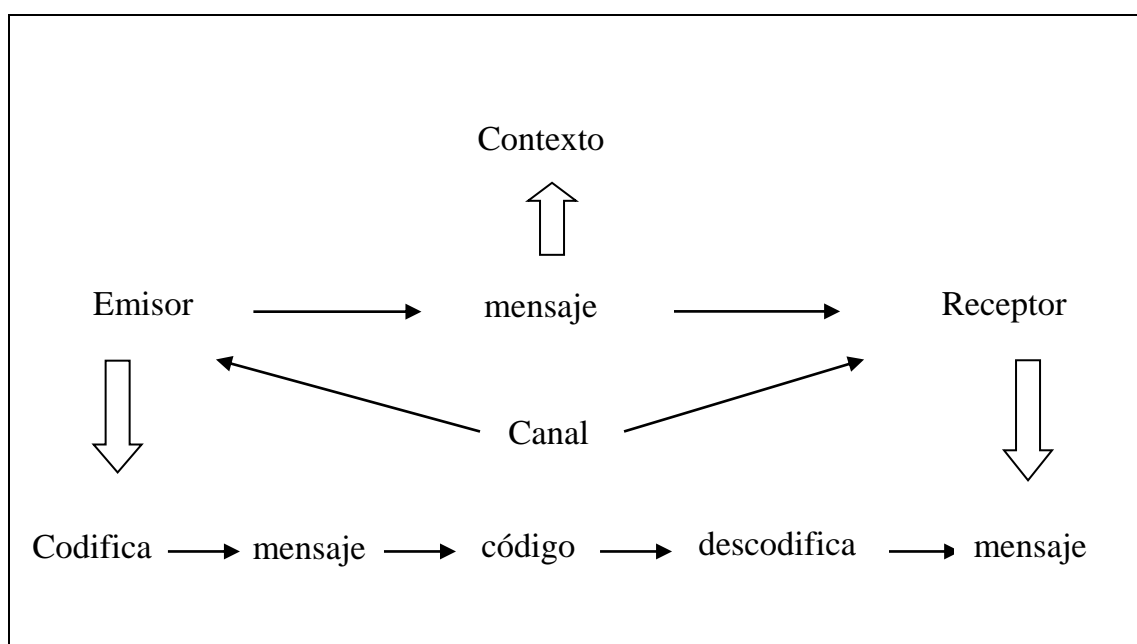 Contexto
Emisor mensaje Receptor
Canal
Codifica mensaje código descodifica mensaje